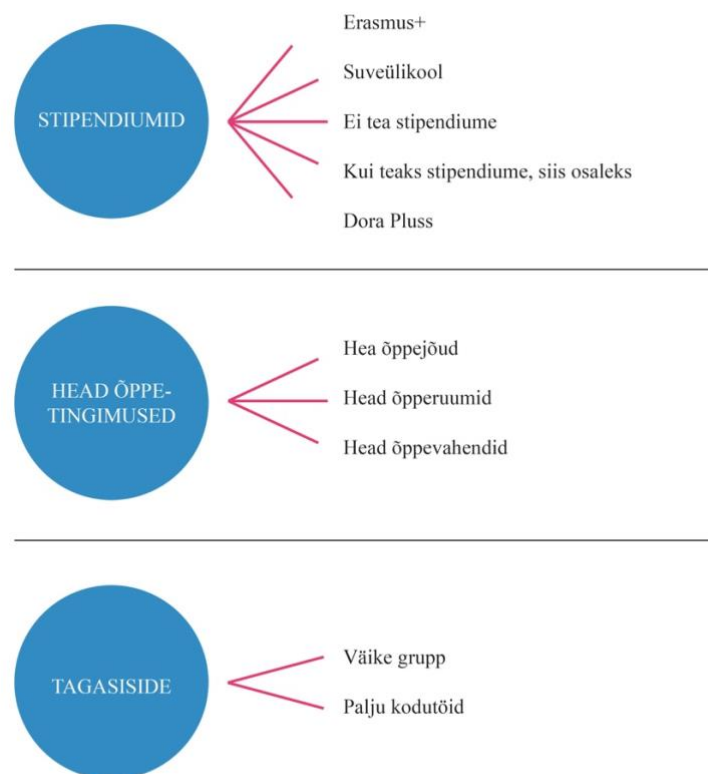 STIPENDIUMID
Erasmus+
Suveülikool
Ei tea stipendiume
Kui teaks stipendiume, siis osaleks
Dora Pluss
HEAD ÕPPE-
TINGIMUSED
Hea õppejõud
Head õpperuumid
Head õppevahendid
TAGASISIDE
Väike grupp
Palju kodutöid